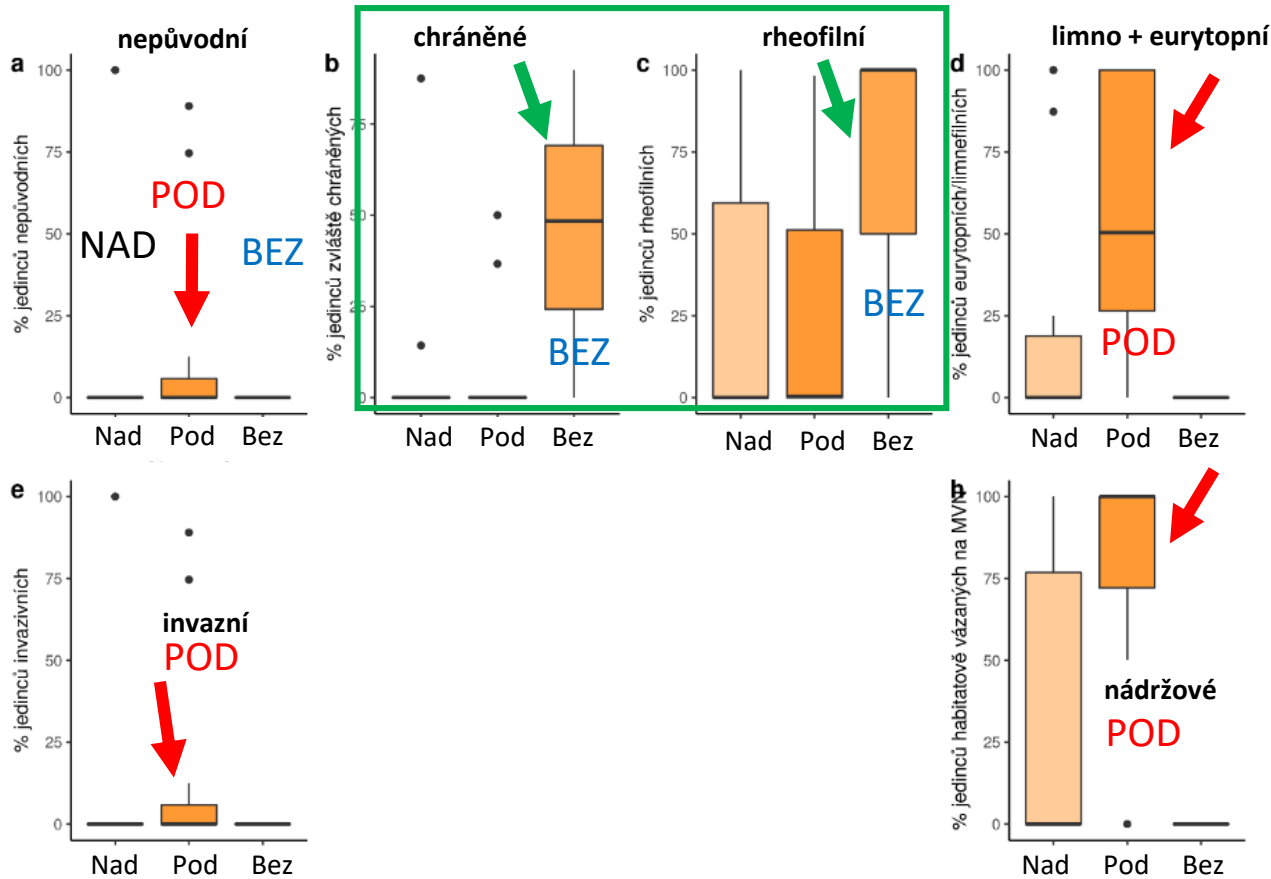 nepůvodní
a
% jedinců nepůvodních
100
75
50
25
0
POD
NAD
BEZ
Nad Pod Bez
chráněné
b
% jedinců zvláště chráněných
75
50
25
0
BEZ
Nad Pod Bez
rheofilní
c
% jedinců rheofilních
100
75
50
25
0
BEZ
Nad Pod Bez
limno + eurytopní
d
% jedinců eurytopních/limnefilních
100
75
50
25
0
POD
Nad Pod Bez
e
% jedinců invazivních
100
75
50
25
0
invazní
POD
Nad Pod Bez
h
% jedinců habitatově vázaných na MVN
100
75
50
25
0
nádržové
POD
Nad Pod Bez